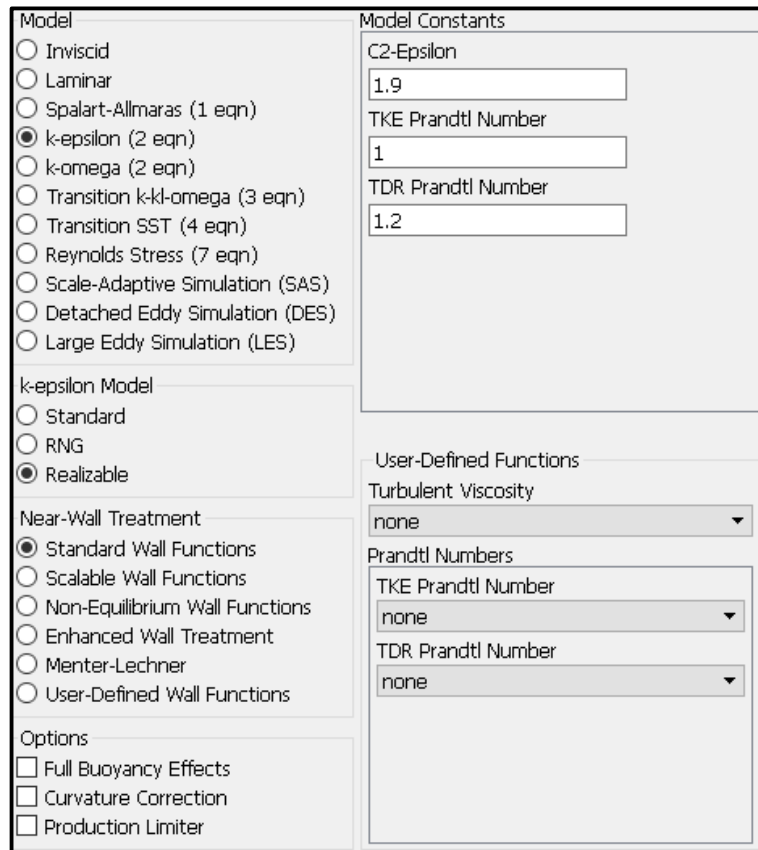 Model
Inviscid
Laminar
Spalart-Allmaras (1 eqn)
k-epsilon (2 eqn)
k-omega (2 eqn)
Transition k-kl-omega (3 eqn)
Transition SST (4 eqn)
Reynolds Stress (7 eqn)
Scale-Adaptive Simulation (SAS)
Detached Eddy Simulation (DES)
Large Eddy Simulation (LES)
k-epsilon Model
Standard
RNG
Realizable
Near-Wall Treatment
Standard Wall Functions
Scalable Wall Functions
Non-Equilibrium Wall Functions
Enhanced Wall Treatment
Menter-Lechner
User-Defined Wall Functions
Options
Full Buoyancy Effects
Curvature Correction
Production Limiter
Model Constants
C2-Epsilon
1.9
TKE Prandtl Number
1
TDR Prandtl Number
1.2
User-Defined Functions
Turbulent Viscosity
none
Prandtl Numbers
TKE Prandtl Number
none
TDR Prandtl Number
none